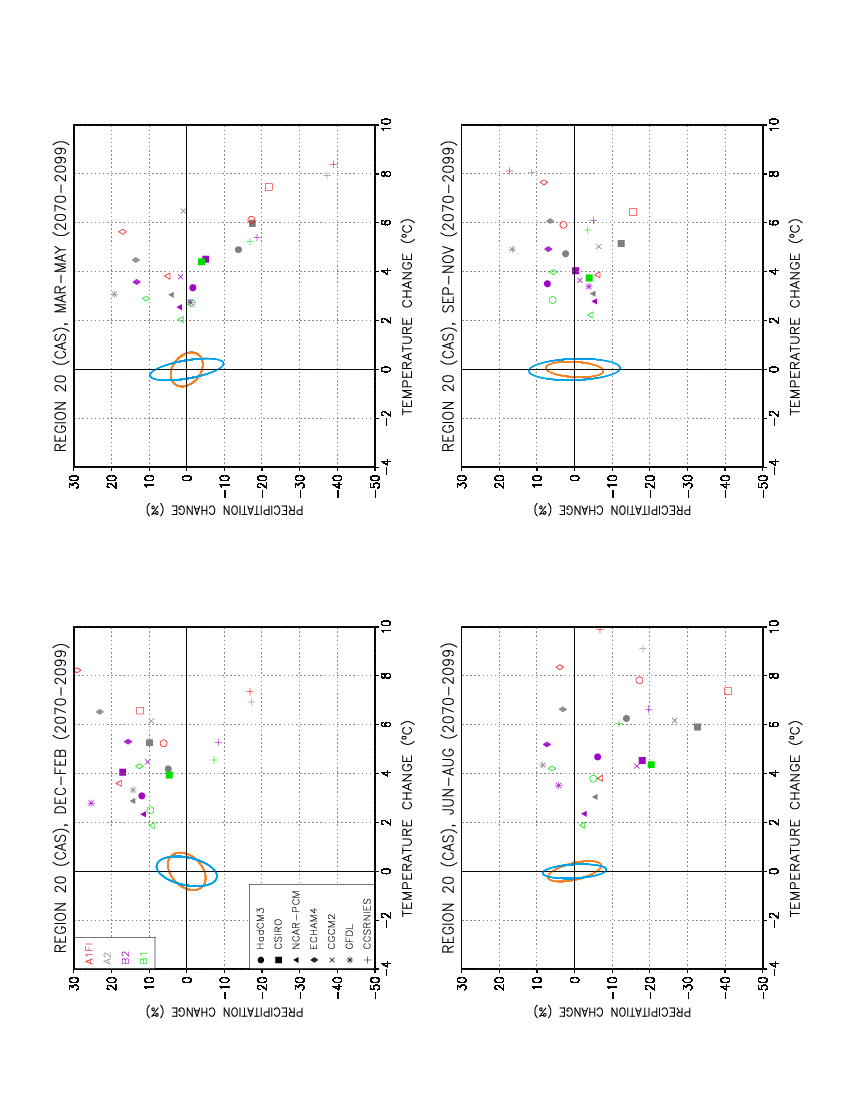 REGION 20 (CAS), DEC-FEB (2070-2099)
A1FI
A2
B2
B1
HadCM3
CSIRO
NCAR-PCM
ECHAM4
CGCM2
GFDL
CCSRNIES
30
20
10
0
-10
-20
-30
-40
-50
PRECIPITATION CHANGE (%)
-4 -2 0 2 4 6 8 10
TEMPERATURE CHANGE (ºC)
REGION 20 (CAS), MAR-MAY (2070-2099)
30
20
10
0
-10
-20
-30
-40
-50
PRECIPITATION CHANGE (%)
-4 -2 0 2 4 6 8 10
TEMPERATURE CHANGE (ºC)
REGION 20 (CAS), JUN-AUG (2070-2099)
30
20
10
0
-10
-20
-30
-40
-50
PRECIPITATION CHANGE (%)
-4 -2 0 2 4 6 8 10
TEMPERATURE CHANGE (ºC)
REGION 20 (CAS), SEP-NOV (2070-2099)
30
20
10
0
-10
-20
-30
-40
-50
PRECIPITATION CHANGE (%)
-4 -2 0 2 4 6 8 10
TEMPERATURE CHANGE (ºC)